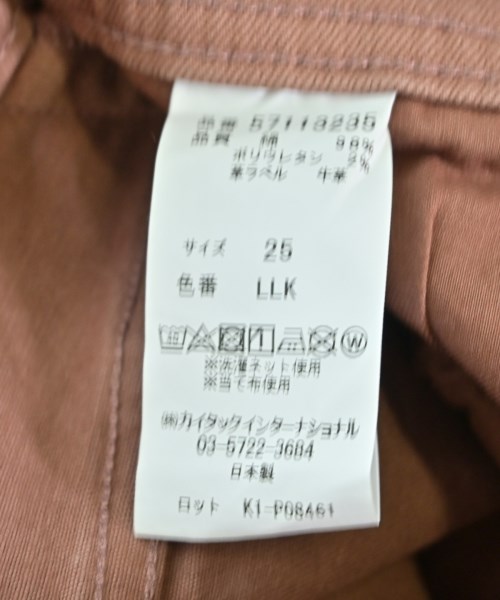 品番 57113235
品質 綿 98%
ポリウレタン 2%
革ラベル 牛革
サイズ 25
色番 LLK
W
※洗濯ネット使用
※当て布使用
㈱カイタックインターナショナル
03-5722-3684
日本製
ロット K1-P08461